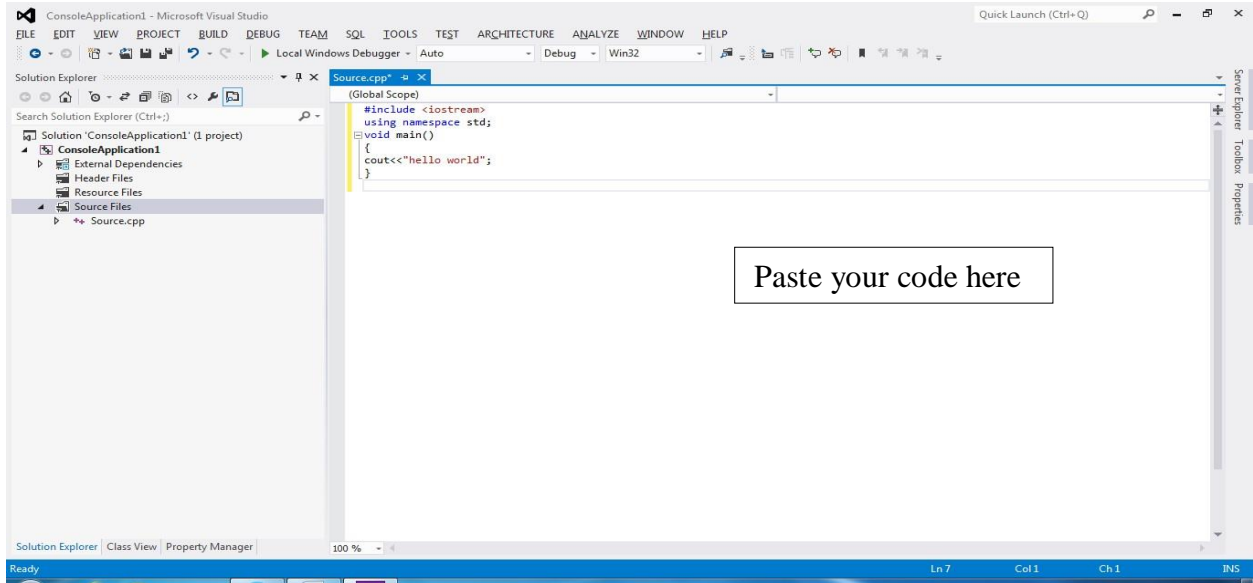 ConsoleApplication1 - Microsoft Visual Studio
Quick Launch (Ctrl+Q)
FILE EDIT VIEW PROJECT BUILD DEBUG TEAM SQL TOOLS TEST ARCHITECTURE ANALYZE WINDOW HELP
Local Windows Debugger Auto Debug Win32
Solution Explorer
Search Solution Explorer (Ctrl+;)
Solution 'ConsoleApplication1' (1 project)
ConsoleApplication1
External Dependencies
Header Files
Resource Files
Source Files
Source.cpp
Source.cpp*
(Global Scope)
#include <iostream>
using namespace std;
void main()
{
cout<<"hello world";
}
Paste your code here
Server Explorer
Toolbox
Properties
Solution Explorer Class View Property Manager
100 %
Ready
Ln 7 Col 1 Ch 1 INS